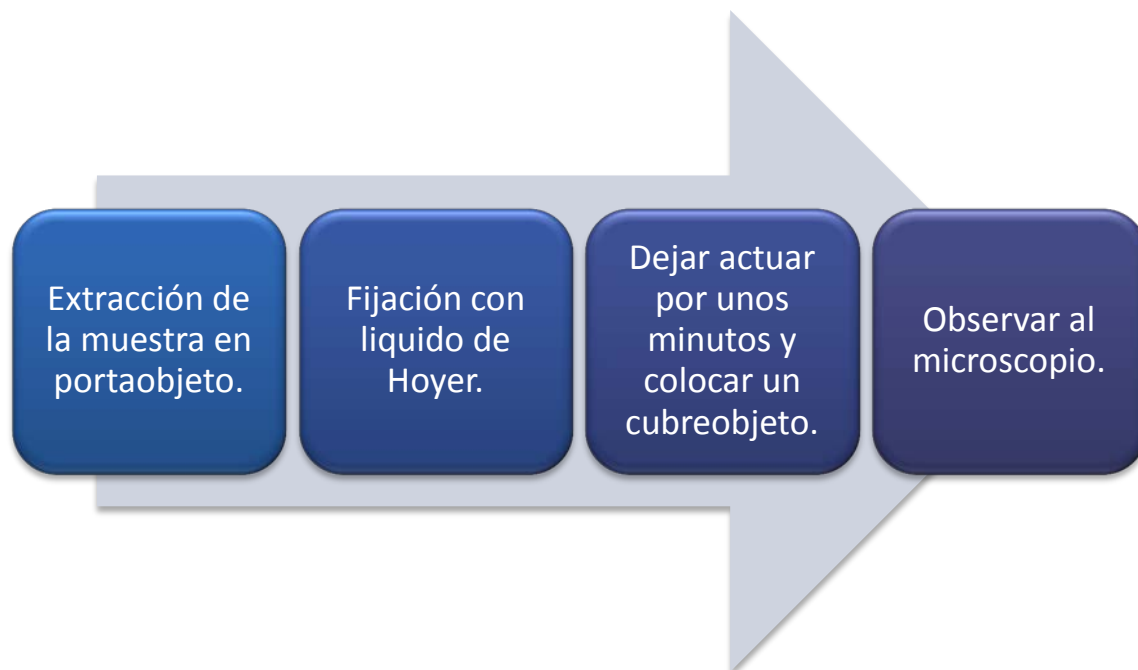 Extracción de
la muestra en
portaobjeto.
Fijación con
liquido de
Hoyer.
Dejar actuar
por unos
minutos y
colocar un
cubreobjeto.
Observar al
microscopio.